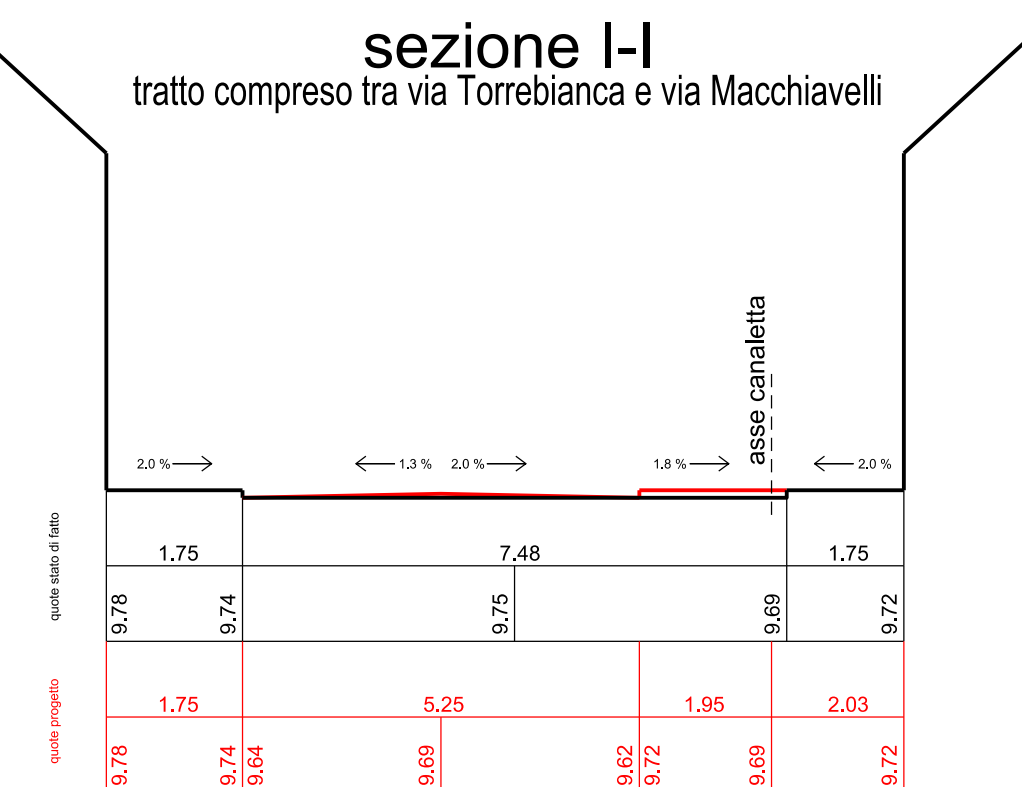 sezione I-I
tratto compreso tra via Torrebianca e via Macchiavelli
asse canaletta
2.0 % 1.3 % 2.0 % 1.8 % 2.0 %
quote stato di fatto
1.75 7.48 1.75
9.78 9.74 9.75 9.69 9.72
quote progetto
1.75 5.25 1.95 2.03
9.78 9.74 9.64 9.69 9.62 9.72 9.69 9.72